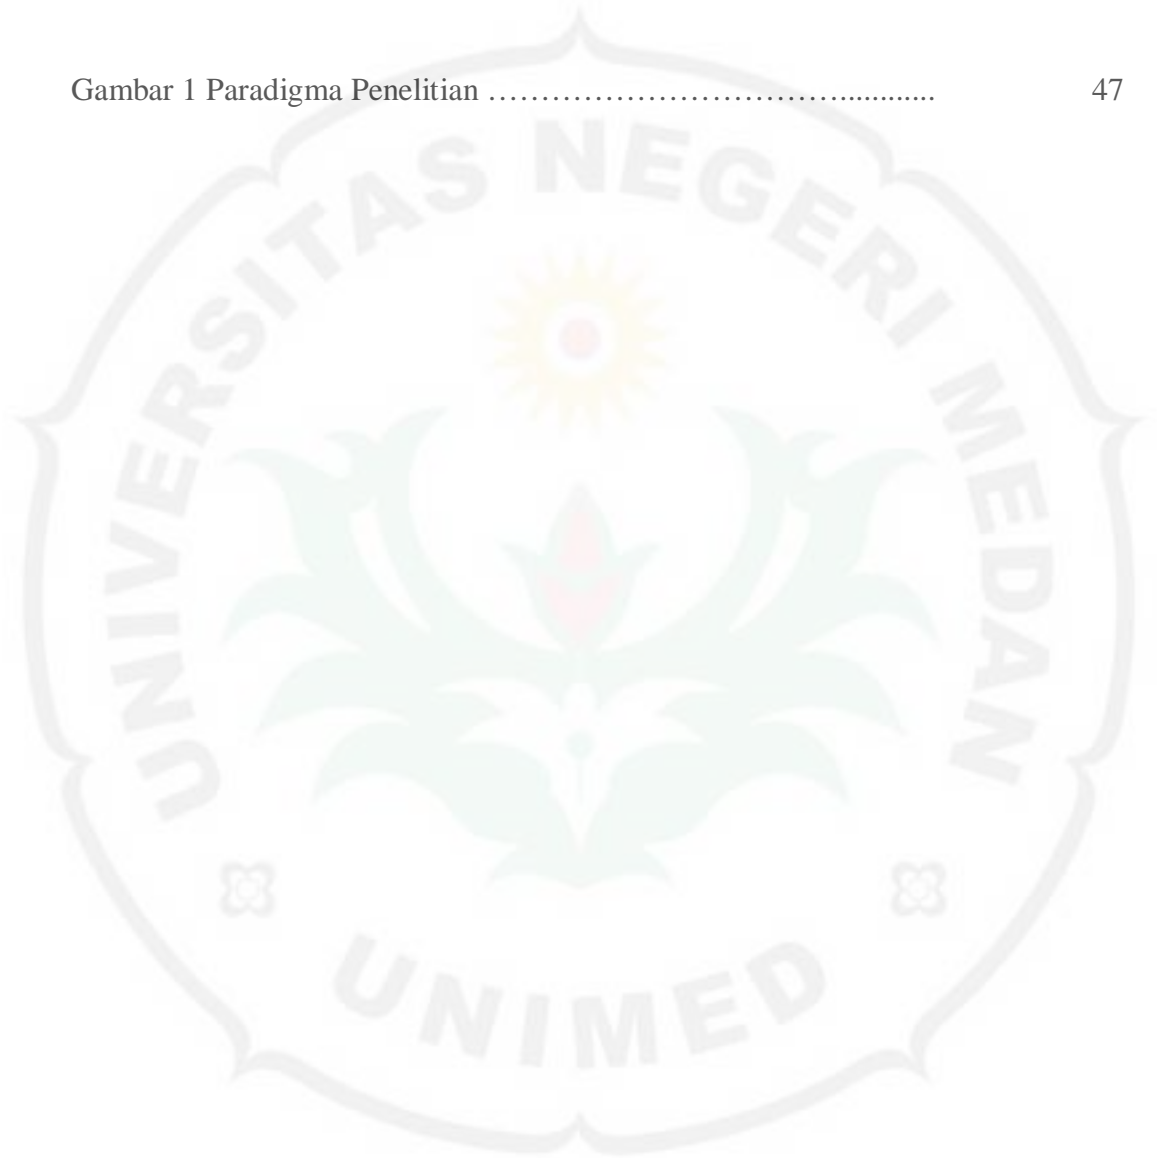 Gambar 1 Paradigma Penelitian ……………………………............ 47
UNIVERSITAS NEGERI MEDAN
UNIMED